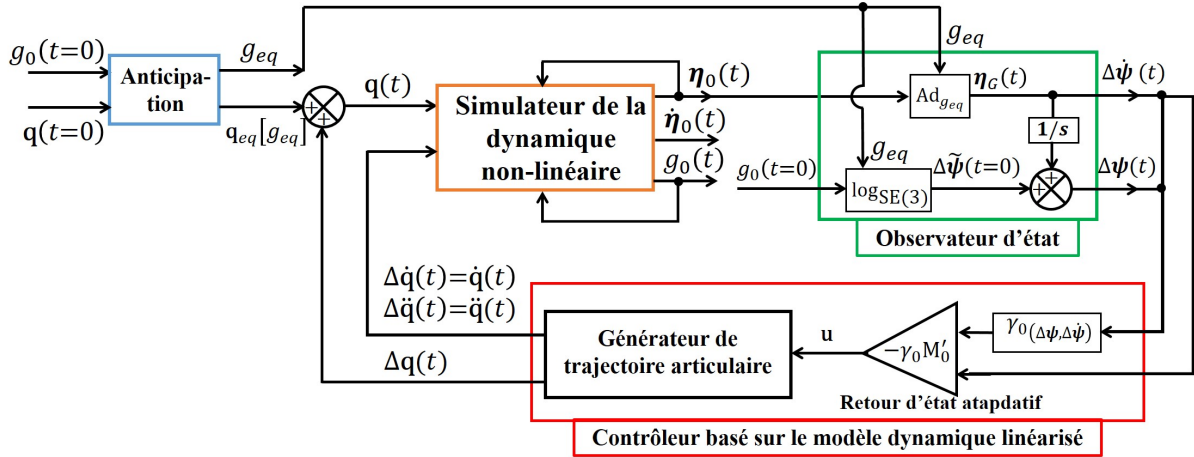 g₀(t=0)
q(t=0)
Anticipa-
tion
g_eq
q_eq[g_eq]
+
+
q(t)
Simulateur de la
dynamique
non-linéaire
η₀(t)
η̇₀(t)
g₀(t)
g₀(t=0)
g_eq
g_eq
Ad_g_eq
η_G(t)
1/s
log_SE(3)
Δψ̃(t=0)
+
+
Δψ̇(t)
Δψ(t)
Observateur d'état
Δq̇(t)=q̇(t)
Δq̈(t)=q̈(t)
Δq(t)
Générateur de
trajectoire articulaire
u
−γ₀M′₀
γ₀(Δψ,Δψ̇)
Retour d'état atapdatif
Contrôleur basé sur le modèle dynamique linéarisé